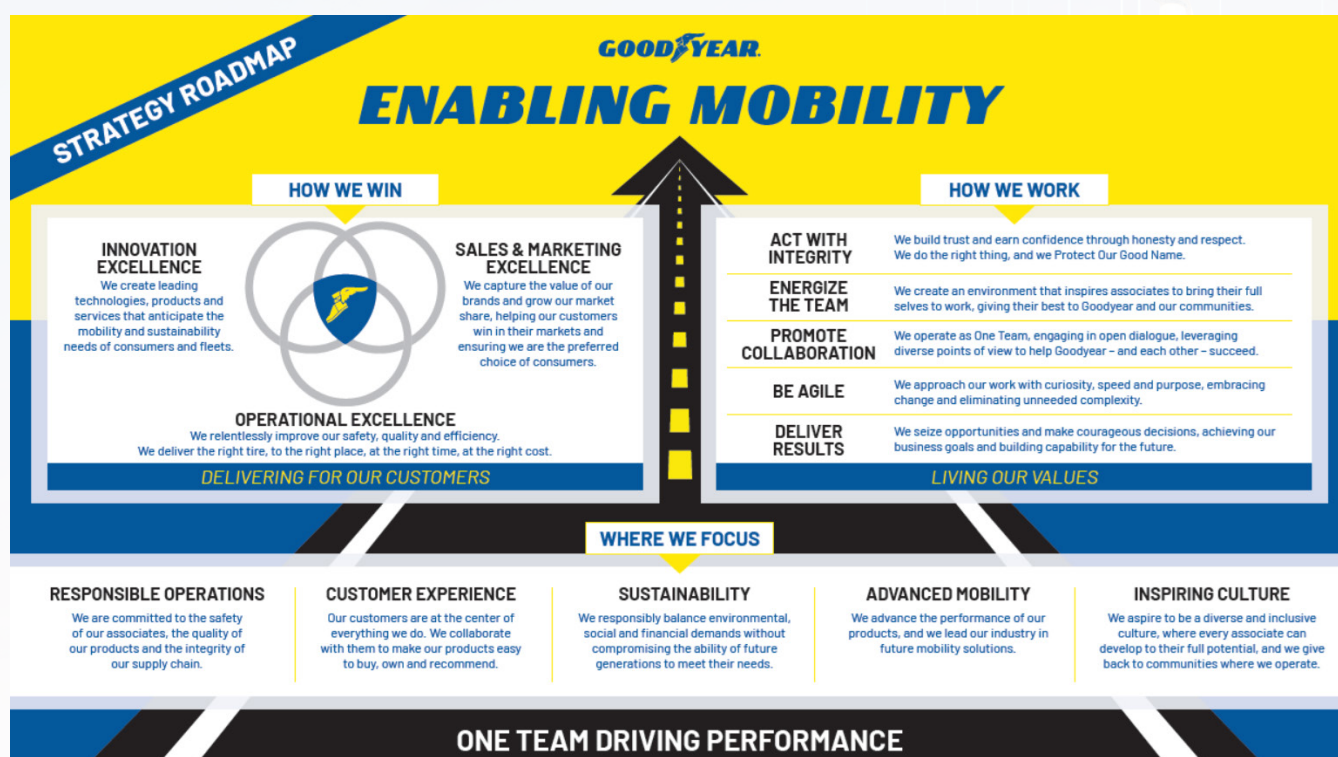 STRATEGY ROADMAP
GOODYEAR.
ENABLING MOBILITY
HOW WE WIN
INNOVATION
EXCELLENCE
We create leading
technologies, products and
services that anticipate the
mobility and sustainability
needs of consumers and fleets.
SALES & MARKETING
EXCELLENCE
We capture the value of our
brands and grow our market
share, helping our customers
win in their markets and
ensuring we are the preferred
choice of consumers.
OPERATIONAL EXCELLENCE
We relentlessly improve our safety, quality and efficiency.
We deliver the right tire, to the right place, at the right time, at the right cost.
DELIVERING FOR OUR CUSTOMERS
HOW WE WORK
ACT WITH
INTEGRITY
We build trust and earn confidence through honesty and respect.
We do the right thing, and we Protect Our Good Name.
ENERGIZE
THE TEAM
We create an environment that inspires associates to bring their full
selves to work, giving their best to Goodyear and our communities.
PROMOTE
COLLABORATION
We operate as One Team, engaging in open dialogue, leveraging
diverse points of view to help Goodyear – and each other – succeed.
BE AGILE
We approach our work with curiosity, speed and purpose, embracing
change and eliminating unneeded complexity.
DELIVER
RESULTS
We seize opportunities and make courageous decisions, achieving our
business goals and building capability for the future.
LIVING OUR VALUES
WHERE WE FOCUS
RESPONSIBLE OPERATIONS
We are committed to the safety
of our associates, the quality of
our products and the integrity of
our supply chain.
CUSTOMER EXPERIENCE
Our customers are at the center of
everything we do. We collaborate
with them to make our products easy
to buy, own and recommend.
SUSTAINABILITY
We responsibly balance environmental,
social and financial demands without
compromising the ability of future
generations to meet their needs.
ADVANCED MOBILITY
We advance the performance of our
products, and we lead our industry in
future mobility solutions.
INSPIRING CULTURE
We aspire to be a diverse and inclusive
culture, where every associate can
develop to their full potential, and we give
back to communities where we operate.
ONE TEAM DRIVING PERFORMANCE